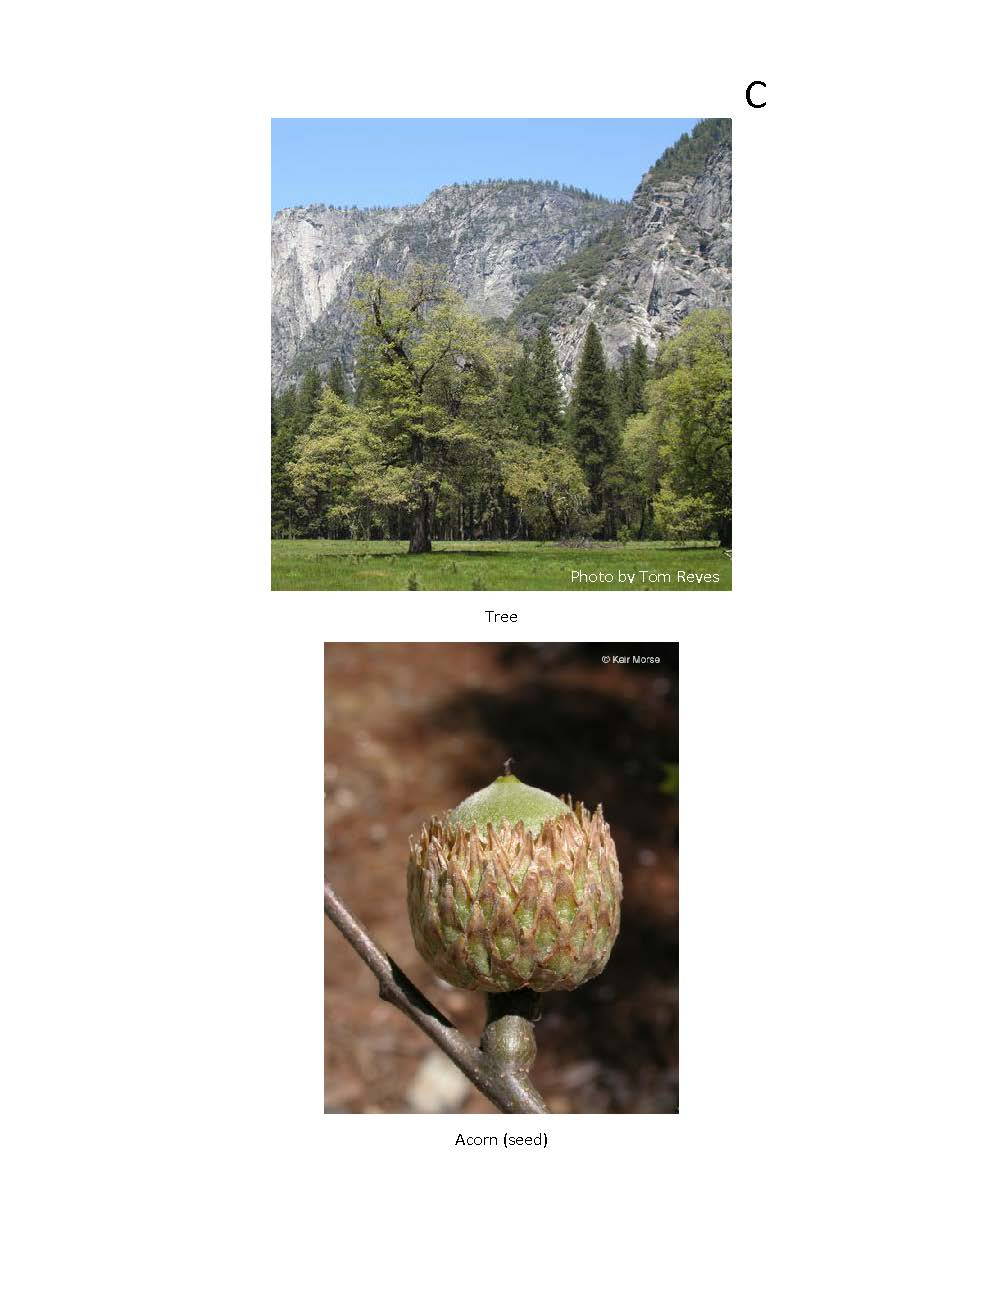 C
Photo by Tom Reyes
Tree
© Keir Morse
Acorn (seed)